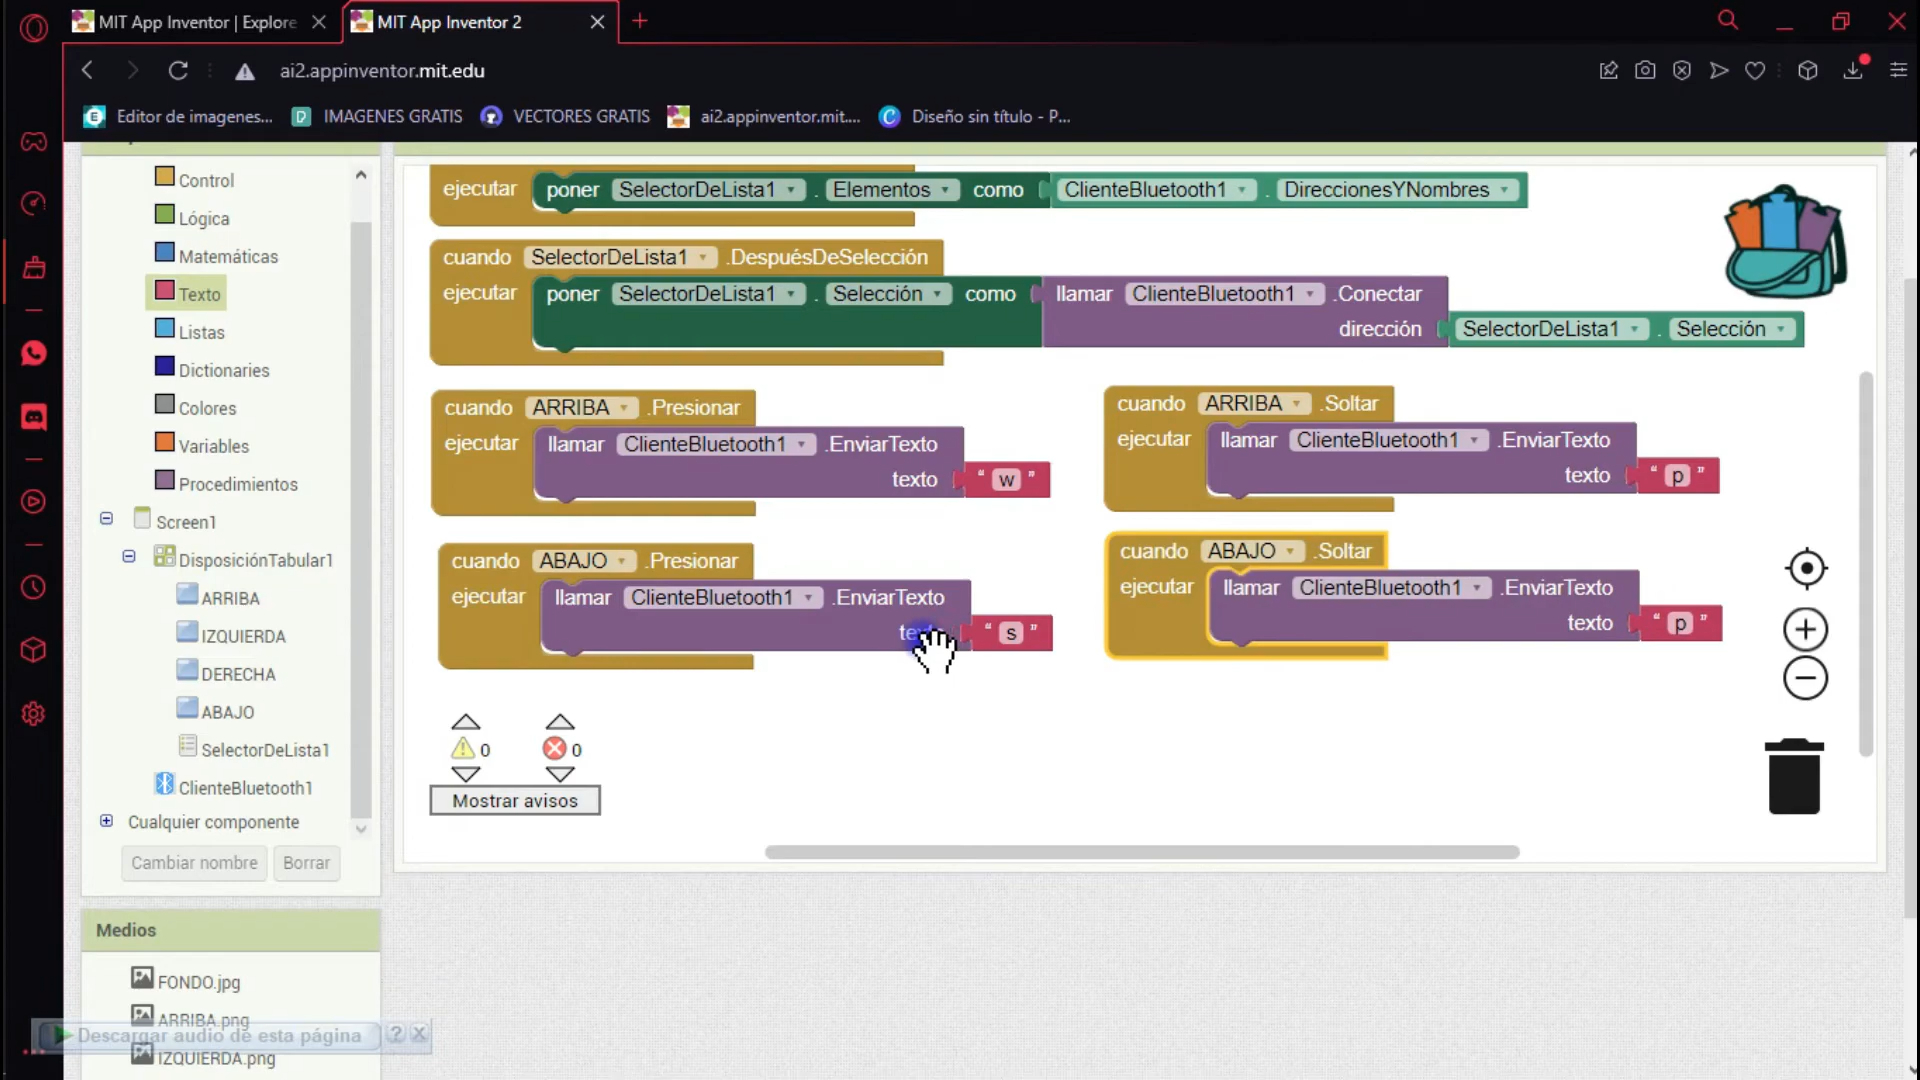 MIT App Inventor | Explore
MIT App Inventor 2
ai2.appinventor.mit.edu
Editor de imagenes...
IMAGENES GRATIS
VECTORES GRATIS
ai2.appinventor.mit....
Diseño sin título - P...
Control
Lógica
Matemáticas
Texto
Listas
Dictionaries
Colores
Variables
Procedimientos
Screen1
DisposiciónTabular1
ARRIBA
IZQUIERDA
DERECHA
ABAJO
SelectorDeLista1
ClienteBluetooth1
Cualquier componente
Cambiar nombre Borrar
Medios
FONDO.jpg
ARRIBA.png
Descargar audio de esta página ? X
IZQUIERDA.png
ejecutar poner SelectorDeLista1 . Elementos como ClienteBluetooth1 . DireccionesYNombres
cuando SelectorDeLista1 .DespuésDeSelección
ejecutar poner SelectorDeLista1 . Selección como llamar ClienteBluetooth1 .Conectar
dirección SelectorDeLista1 . Selección
cuando ARRIBA .Presionar
ejecutar llamar ClienteBluetooth1 .EnviarTexto
texto “ w ”
cuando ARRIBA .Soltar
ejecutar llamar ClienteBluetooth1 .EnviarTexto
texto “ p ”
cuando ABAJO .Presionar
ejecutar llamar ClienteBluetooth1 .EnviarTexto
texto “ s ”
cuando ABAJO .Soltar
ejecutar llamar ClienteBluetooth1 .EnviarTexto
texto “ p ”
0 0
Mostrar avisos